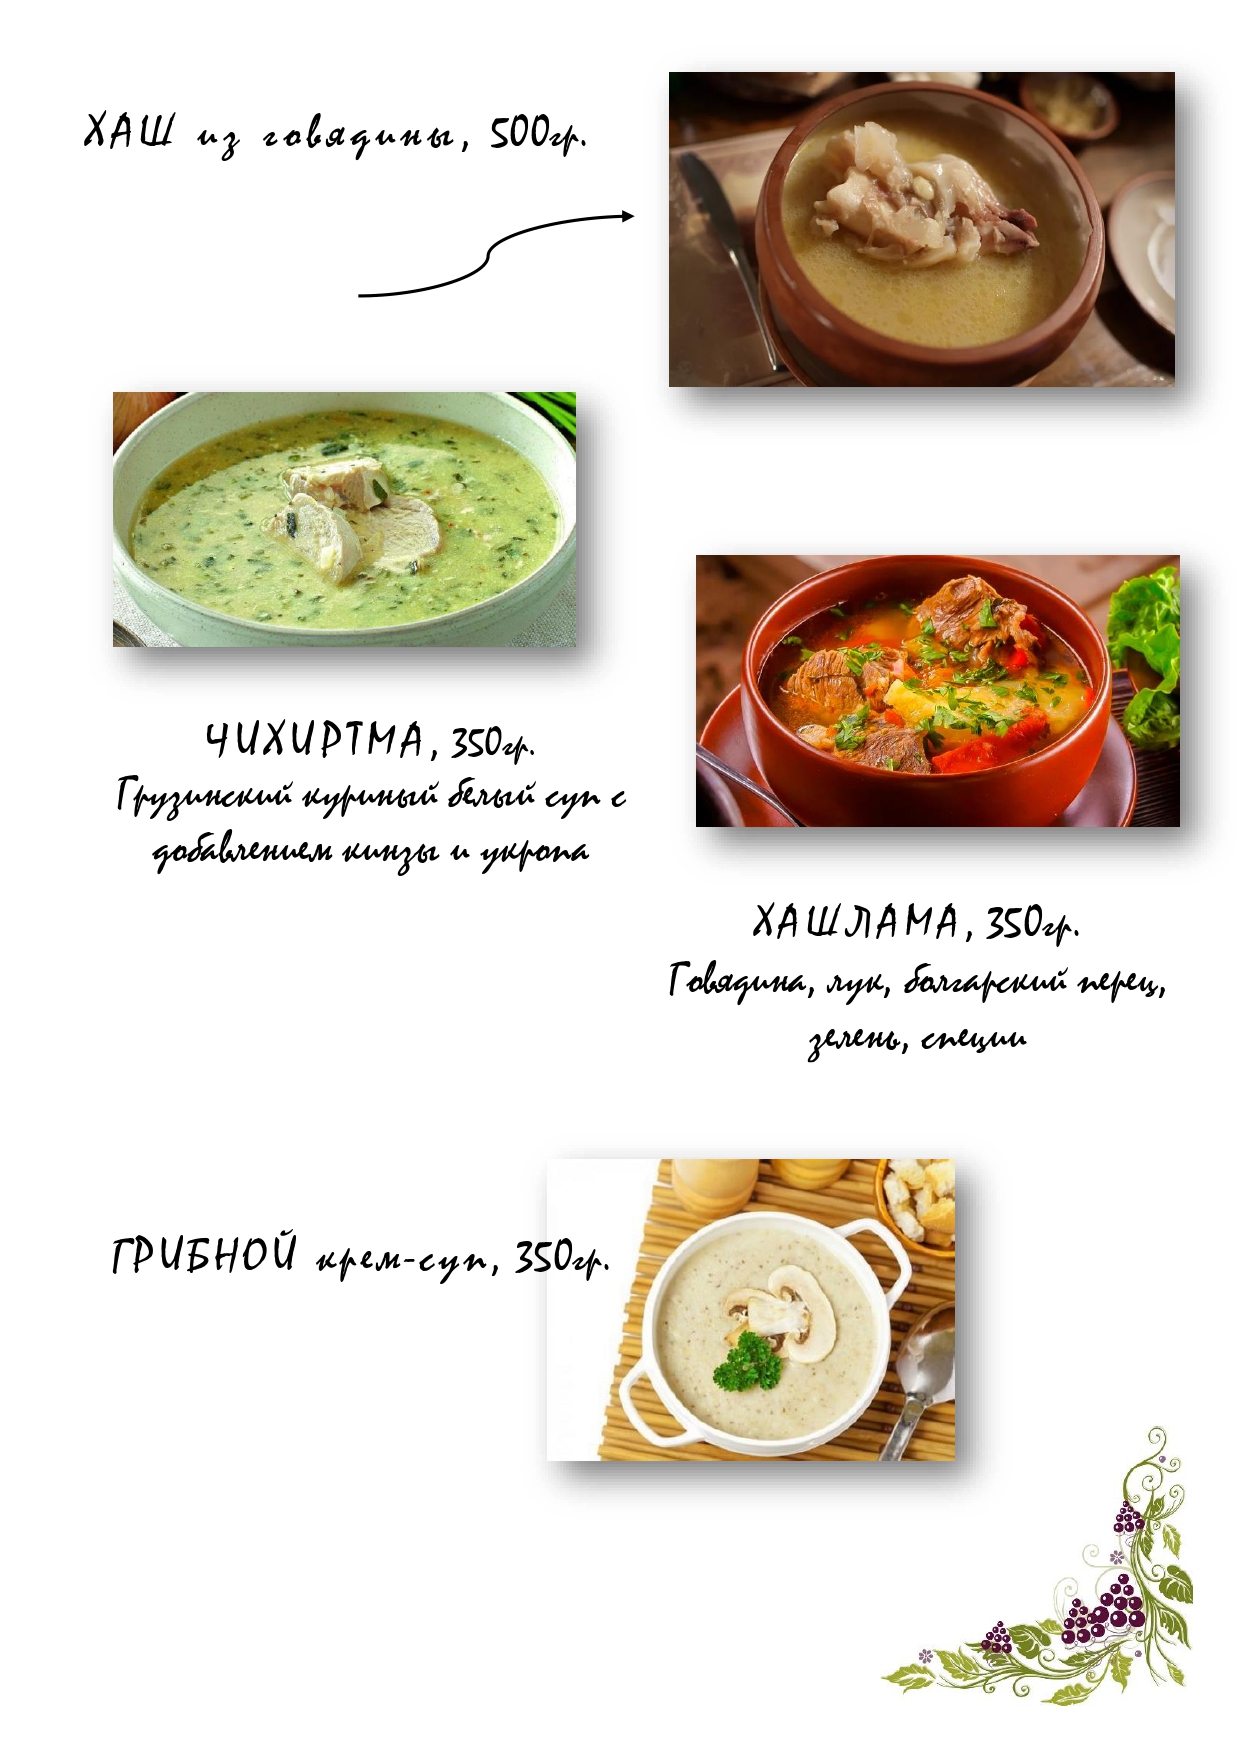 ХАШ из говядины, 500гр.
ЧИХИРТМА, 350гр.
Грузинский куриный белый суп с
добавлением кинзы и укропа
ХАШЛАМА, 350гр.
Говядина, лук, болгарский перец,
зелень, специи
ГРИБНОЙ крем-суп, 350гр.